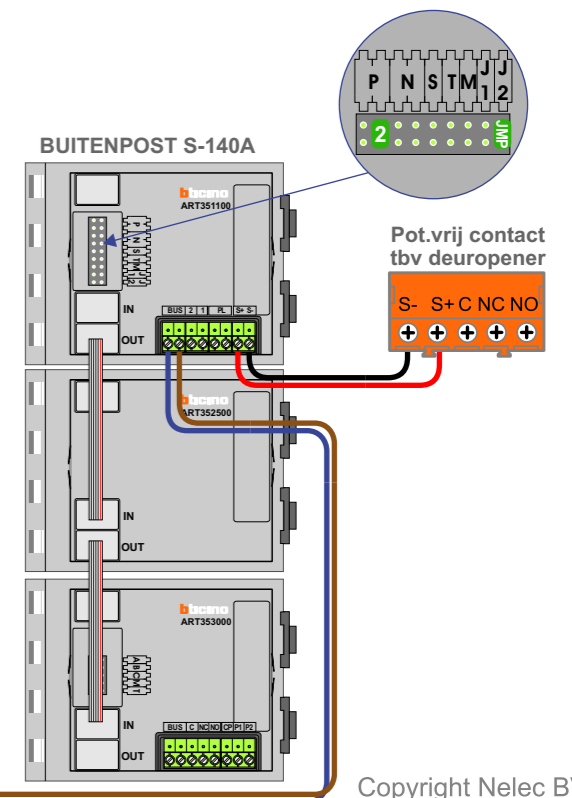 P N S T M J1 J2
2 JMP
BUITENPOST S-140A
bticino
ART351100
P N S T M 1 2
IN
OUT
BUS 2 1 PL S+ S-
Pot.vrij contact
tbv deuropener
S- S+ C NC NO
bticino
ART352500
IN
OUT
bticino
ART353000
A B C M T
IN
OUT
BUS C NC NO CP P1 P2
Copyright Nelec BV